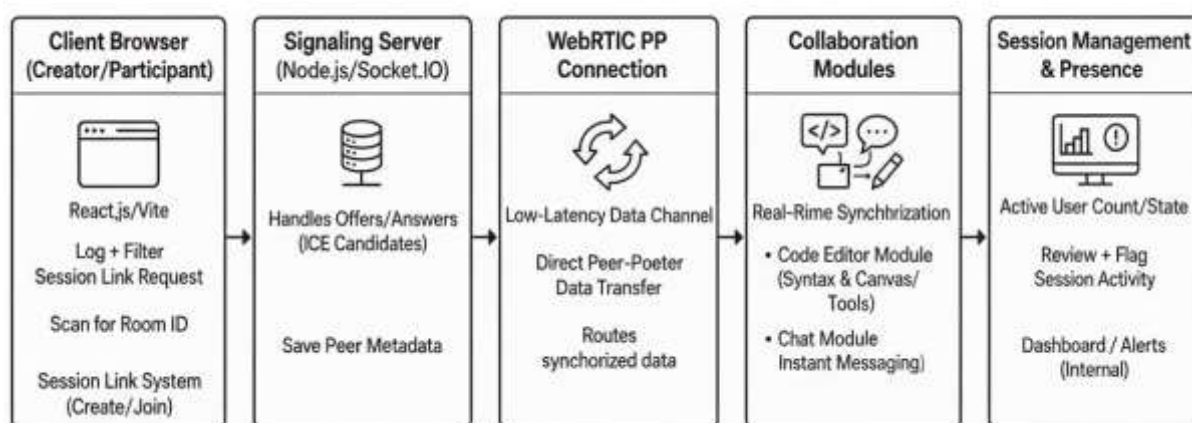 Client Browser
(Creator/Participant)
React.js/Vite
Log + Filter
Session Link Request
Scan for Room ID
Session Link System
(Create/Join)
Signaling Server
(Node.js/Socket.IO)
Handles Offers/Answers
(ICE Candidates)
Save Peer Metadata
WebRTIC PP
Connection
Low-Latency Data Channel
Direct Peer-Poeter
Data Transfer
Routes
synchorized data
Collaboration
Modules
</>
Real-Rime Synchhrization
• Code Editor Module
(Syntax & Canvas/
Tools)
• Chat Module
Instant Messaging)
Session Management
& Presence
Active User Count/State
Review + Flag
Session Activity
Dashboard / Alerts
(Internal)